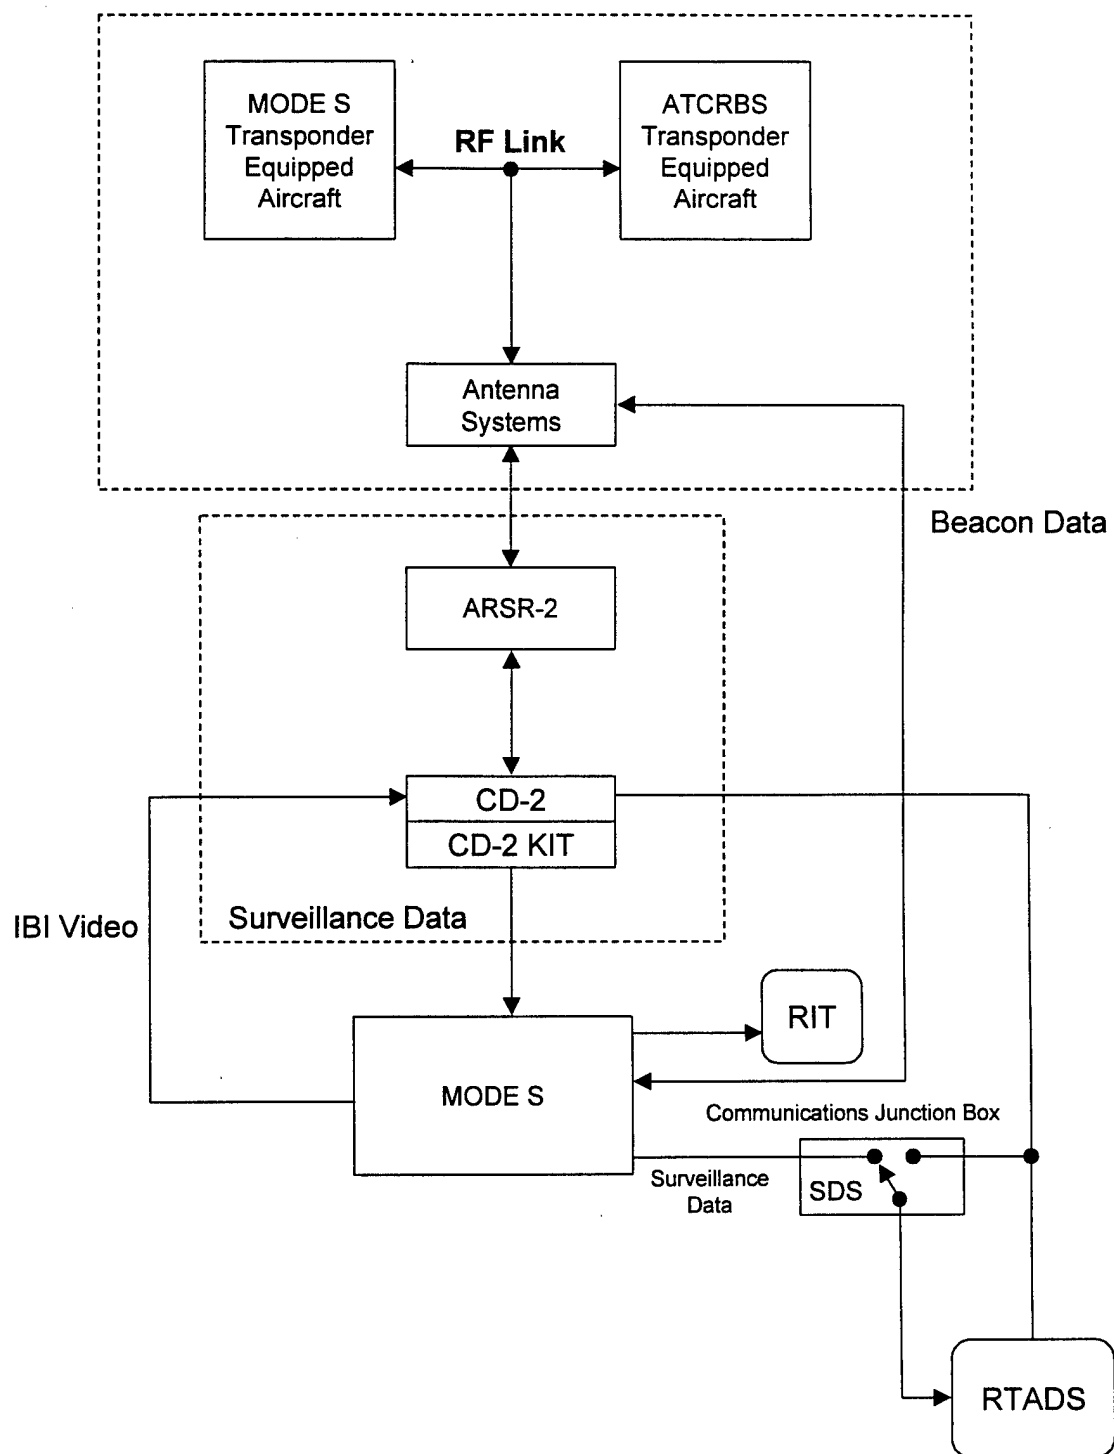 MODE S
Transponder
Equipped
Aircraft
RF Link
ATCRBS
Transponder
Equipped
Aircraft
Antenna
Systems
Beacon Data
ARSR-2
CD-2
CD-2 KIT
Surveillance Data
IBI Video
RIT
MODE S
Communications Junction Box
Surveillance
Data
SDS
RTADS